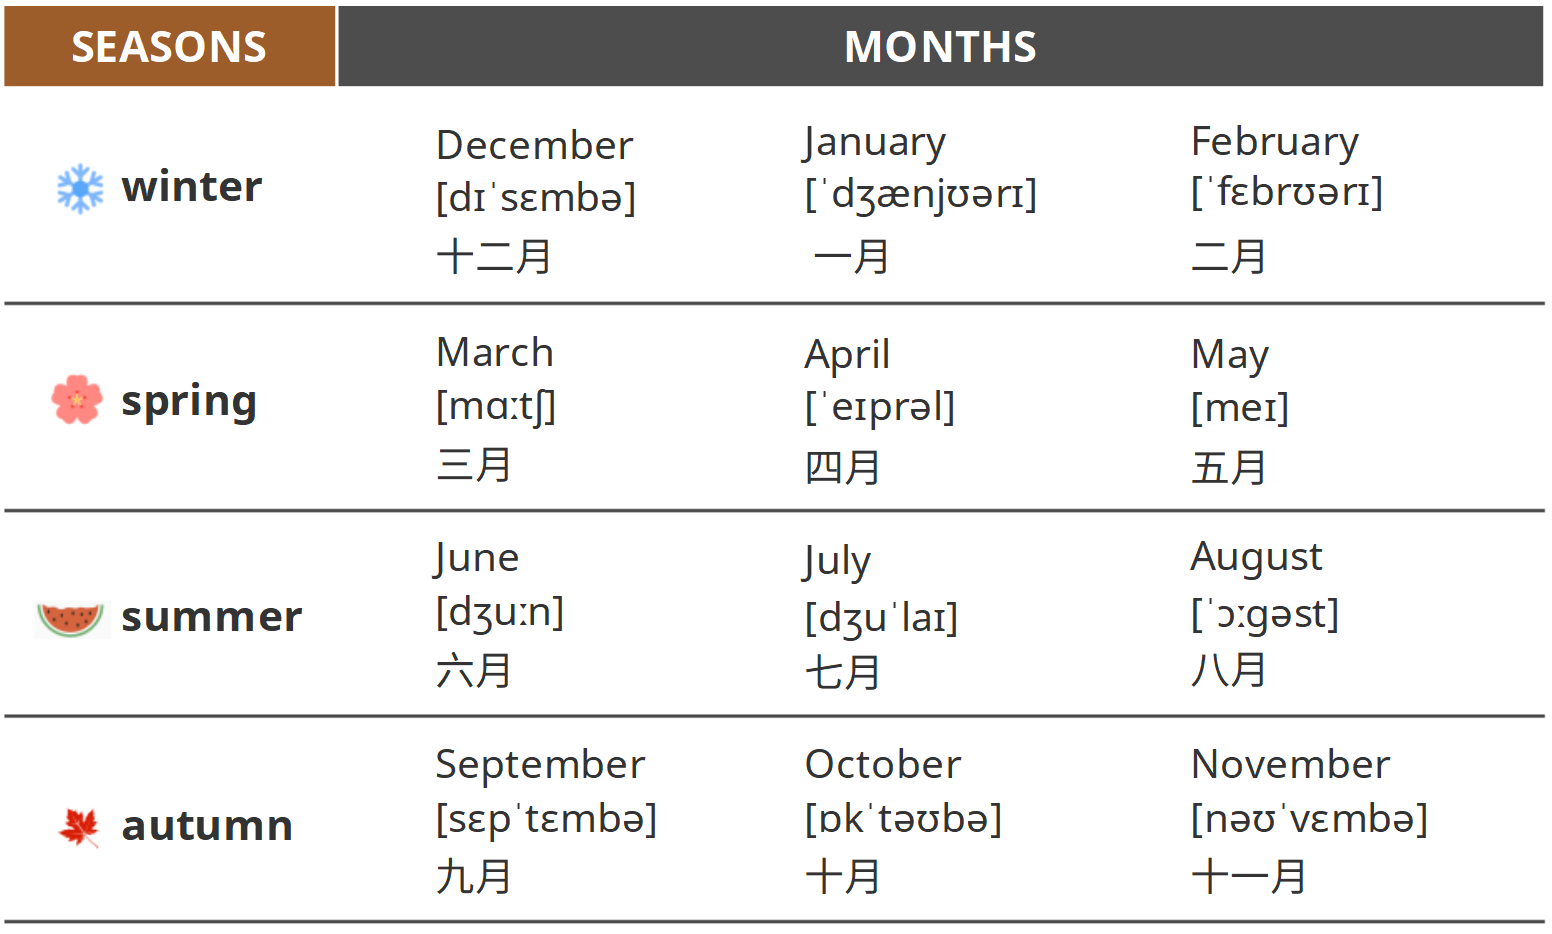 SEASONS MONTHS
winter
December January February
[dɪˈsɛmbə] [ˈdʒænjʊərɪ] [ˈfɛbrʊərɪ]
十二月 一月 二月
spring
March April May
[mɑːtʃ] [ˈeɪprəl] [meɪ]
三月 四月 五月
summer
June July August
[dʒuːn] [dʒuˈlaɪ] [ˈɔːgəst]
六月 七月 八月
autumn
September October November
[sɛpˈtɛmbə] [ɒkˈtəʊbə] [nəʊˈvɛmbə]
九月 十月 十一月